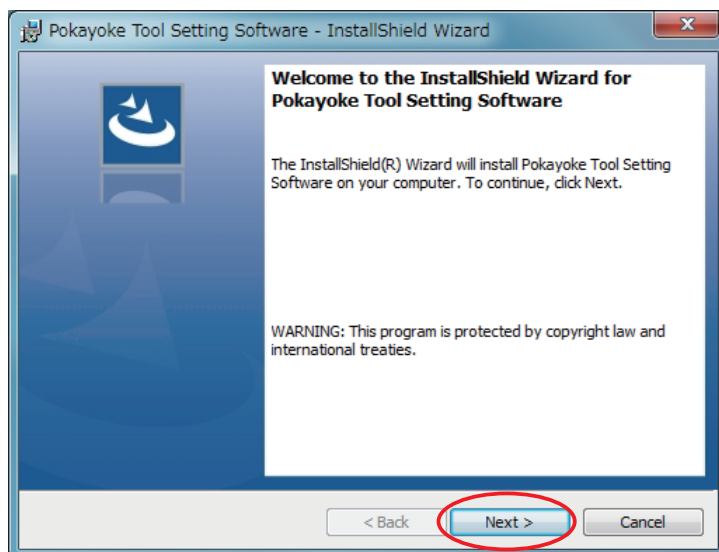 Pokayoke Tool Setting Software - InstallShield Wizard
Welcome to the InstallShield Wizard for
Pokayoke Tool Setting Software
The InstallShield(R) Wizard will install Pokayoke Tool Setting
Software on your computer. To continue, click Next.
WARNING: This program is protected by copyright law and
international treaties.
< Back Next > Cancel